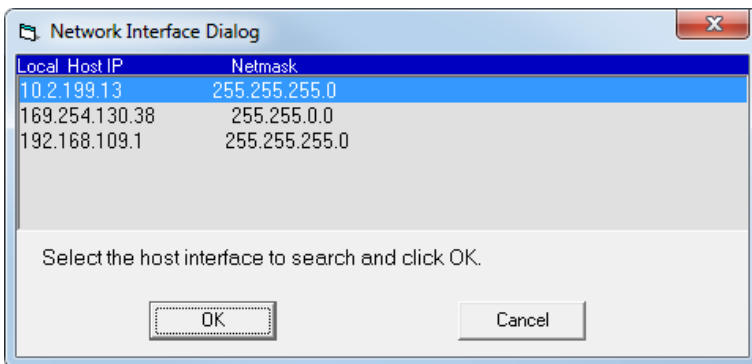 Network Interface Dialog
Local Host IP Netmask
10.2.199.13 255.255.255.0
169.254.130.38 255.255.0.0
192.168.109.1 255.255.255.0
Select the host interface to search and click OK.
OK Cancel